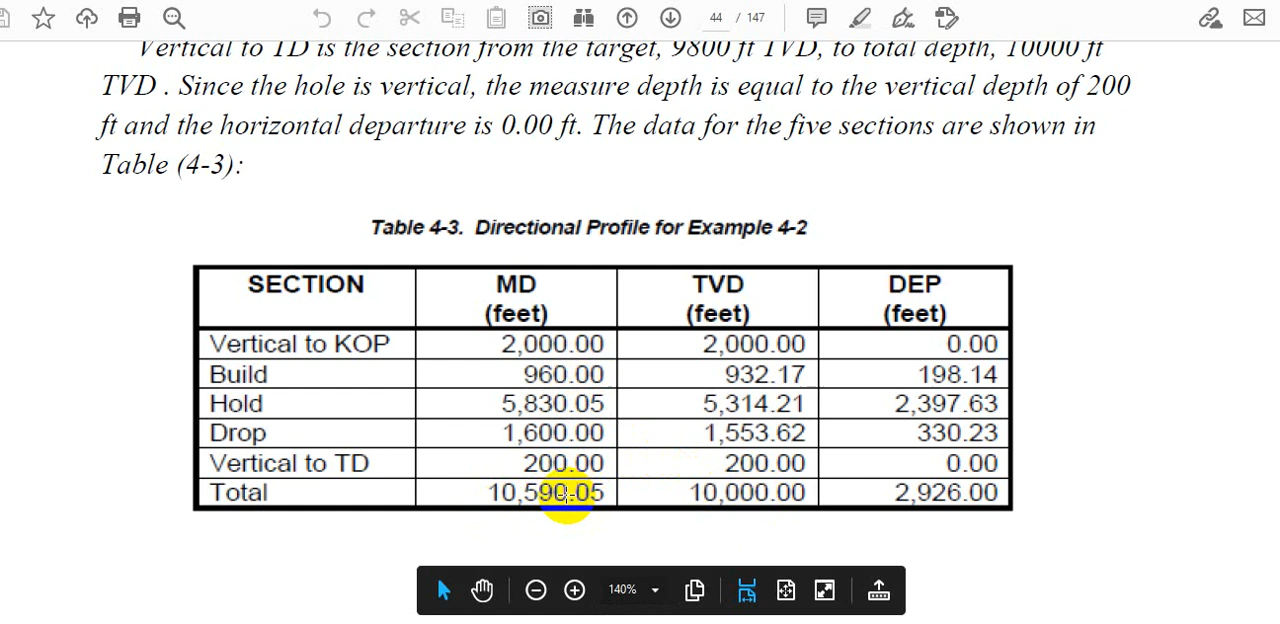 44 / 147
Vertical to TD is the section from the target, 9800 ft TVD, to total depth, 10000 ft
TVD . Since the hole is vertical, the measure depth is equal to the vertical depth of 200
ft and the horizontal departure is 0.00 ft. The data for the five sections are shown in
Table (4-3):
Table 4-3. Directional Profile for Example 4-2
SECTION MD (feet) TVD (feet) DEP (feet)
Vertical to KOP 2,000.00 2,000.00 0.00
Build 960.00 932.17 198.14
Hold 5,830.05 5,314.21 2,397.63
Drop 1,600.00 1,553.62 330.23
Vertical to TD 200.00 200.00 0.00
Total 10,590.05 10,000.00 2,926.00
140%